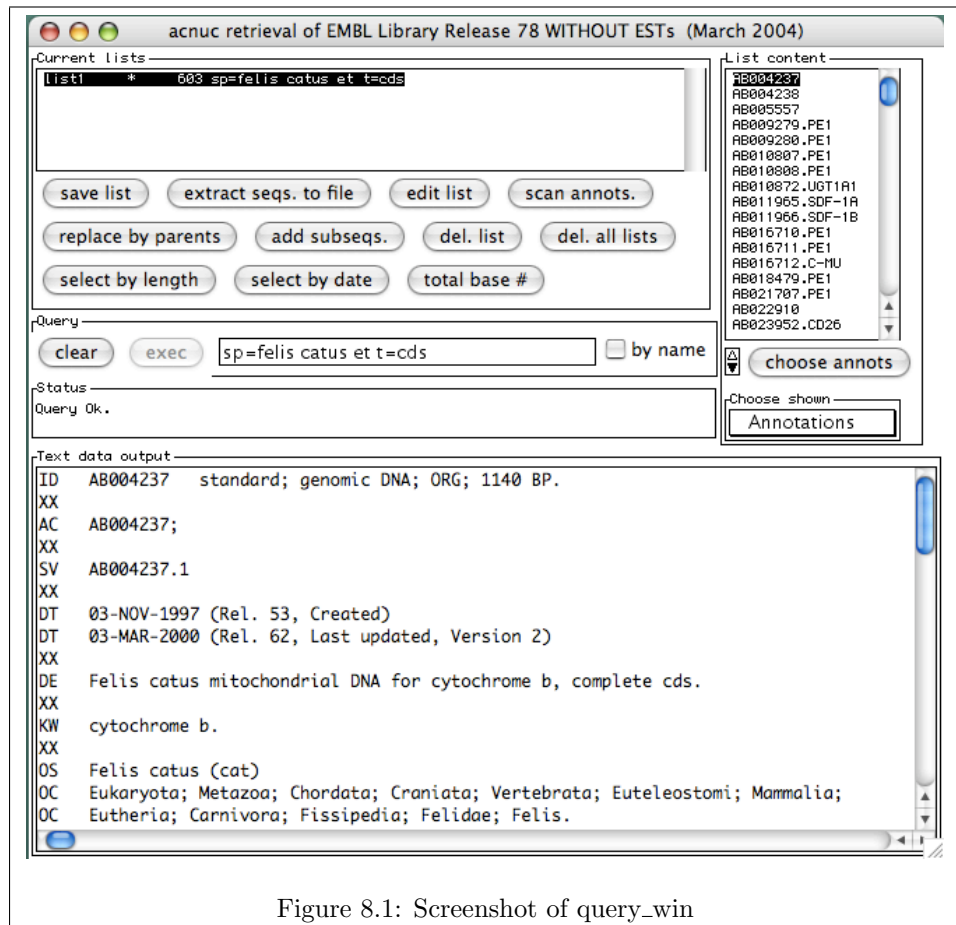 acnuc retrieval of EMBL Library Release 78 WITHOUT ESTs (March 2004)
Current lists
list1 * 603 sp=felis catus et t=cds
save list extract seqs. to file edit list scan annots.
replace by parents add subseqs. del. list del. all lists
select by length select by date total base #
List content
AB004237
AB004238
AB005557
AB009279.PE1
AB009280.PE1
AB010807.PE1
AB010808.PE1
AB010872.UGT1A1
AB011965.SDF-1A
AB011966.SDF-1B
AB016710.PE1
AB016711.PE1
AB016712.C-MU
AB018479.PE1
AB021707.PE1
AB022910
AB023952.CD26
Query
clear exec sp=felis catus et t=cds by name
choose annots
Status
Query Ok.
Choose shown
Annotations
Text data output
ID AB004237 standard; genomic DNA; ORG; 1140 BP.
XX
AC AB004237;
XX
SV AB004237.1
XX
DT 03-NOV-1997 (Rel. 53, Created)
DT 03-MAR-2000 (Rel. 62, Last updated, Version 2)
XX
DE Felis catus mitochondrial DNA for cytochrome b, complete cds.
XX
KW cytochrome b.
XX
OS Felis catus (cat)
OC Eukaryota; Metazoa; Chordata; Craniata; Vertebrata; Euteleostomi; Mammalia;
OC Eutheria; Carnivora; Fissipedia; Felidae; Felis.
Figure 8.1: Screenshot of query_win